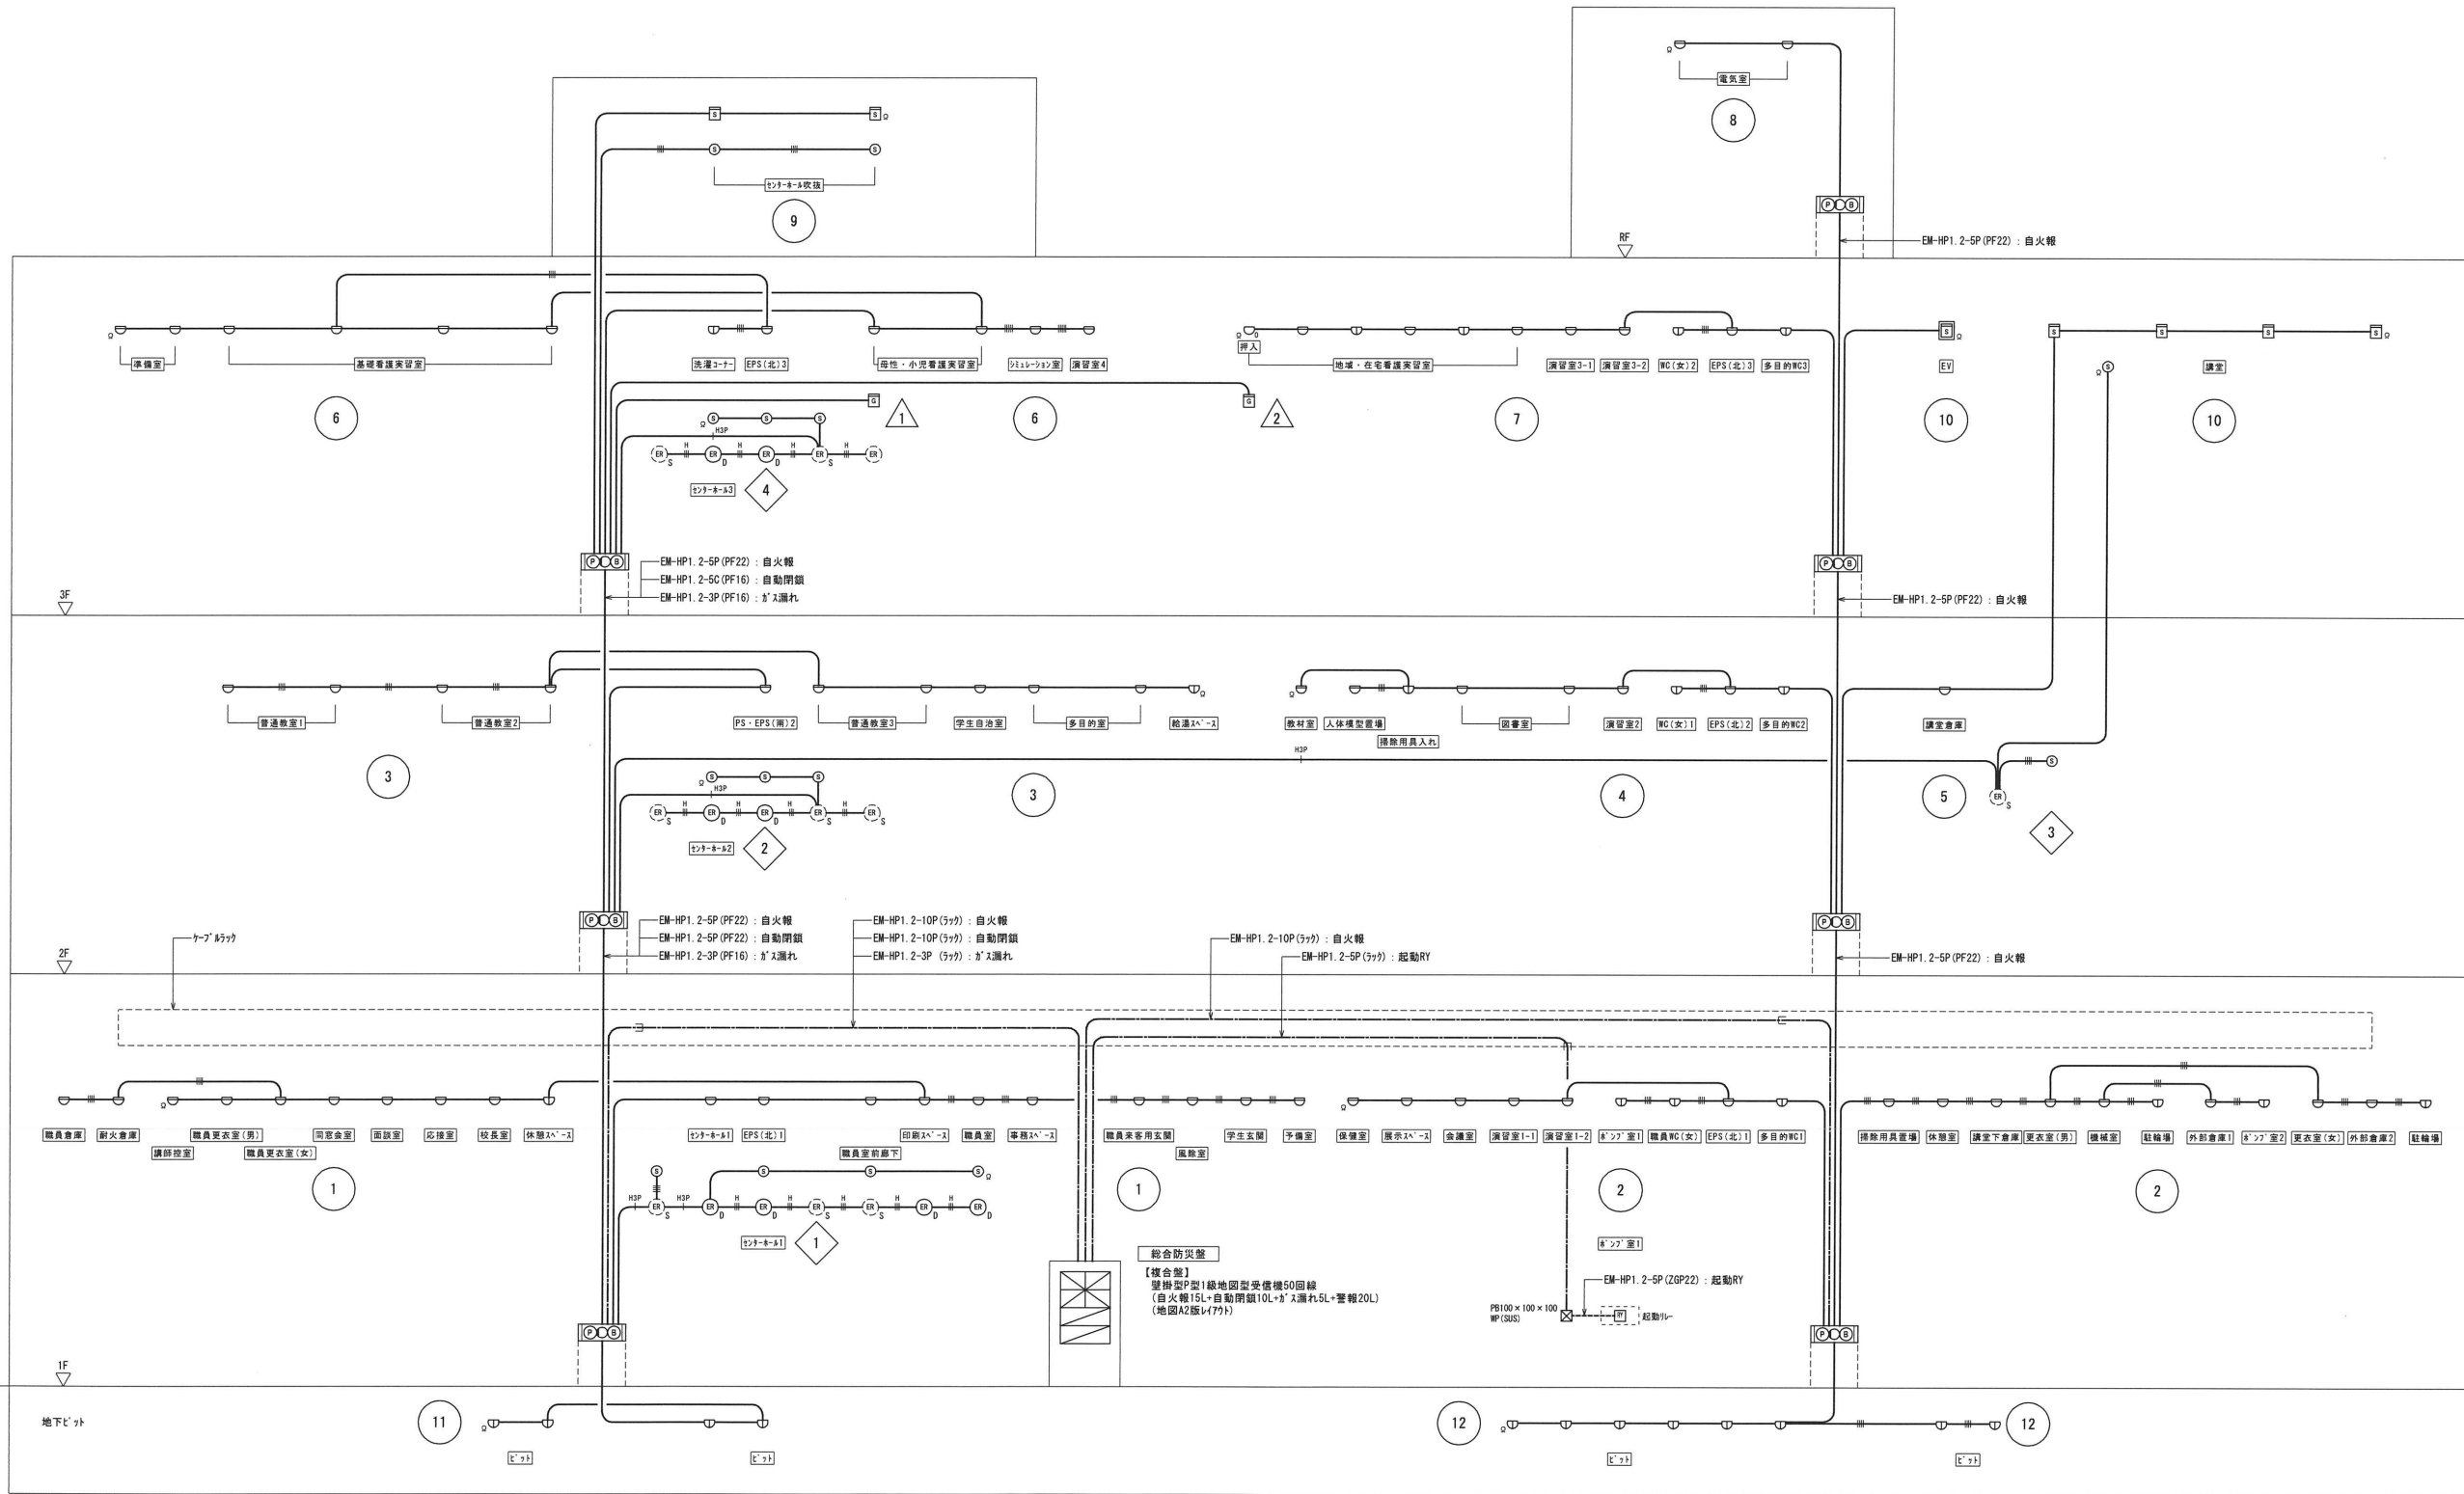 Ω
電気室
8
S S Ω
S S
センターホール吹抜
9
P B
RF
EM-HP1.2-5P(PF22) : 自火報
Ω
準備室
基礎看護実習室
洗濯コーナー
EPS(北)3
母性・小児看護実習室
シミュレーション室
演習室4
Ω 0
押入
地域・在宅看護実習室
演習室3-1
演習室3-2
WC(女)2
EPS(北)3
多目的WC3
S Ω
EV
S S S S Ω
Ω S
講堂
6
G
1
6
G
2
7
10
10
Ω S S S
H3P
ER S H ER D H ER D H ER S H ER
センターホール3
4
P B
EM-HP1.2-5P(PF22) : 自火報
EM-HP1.2-5C(PF16) : 自動閉鎖
EM-HP1.2-3P(PF16) : ガス漏れ
P B
EM-HP1.2-5P(PF22) : 自火報
3F
普通教室1
普通教室2
PS・EPS(南)2
普通教室3
学生自治室
多目的室
Ω
給湯スペース
Ω
教材室
人体模型置場
掃除用具入れ
図書室
演習室2
WC(女)1
EPS(北)2
多目的WC2
講堂倉庫
H3P
3
3
4
5
S
ER S
3
Ω S S S
H3P
ER S H ER D H ER D H ER S H ER S
センターホール2
2
P B
EM-HP1.2-5P(PF22) : 自火報
EM-HP1.2-5P(PF22) : 自動閉鎖
EM-HP1.2-3P(PF16) : ガス漏れ
EM-HP1.2-10P(ラック) : 自火報
EM-HP1.2-10P(ラック) : 自動閉鎖
EM-HP1.2-3P (ラック) : ガス漏れ
EM-HP1.2-10P(ラック) : 自火報
EM-HP1.2-5P(ラック) : 起動RY
P B
EM-HP1.2-5P(PF22) : 自火報
ケーブルラック
2F
職員倉庫
耐火倉庫
Ω
講師控室
職員更衣室(男)
職員更衣室(女)
同窓会室
面談室
応接室
校長室
休憩スペース
センターホール1
EPS(北)1
職員室前廊下
印刷スペース
職員室
事務スペース
職員来客用玄関
風除室
学生玄関
予備室
Ω
保健室
展示スペース
会議室
演習室1-1
演習室1-2
ポンプ室1
職員WC(女)
EPS(北)1
多目的WC1
掃除用具置場
休憩室
講堂下倉庫
更衣室(男)
機械室
駐輪場
外部倉庫1
ポンプ室2
更衣室(女)
外部倉庫2
駐輪場
1
1
2
2
S S S S Ω
H3P ER S H3P ER D H ER D H ER S H ER S H ER D H ER D
センターホール1
1
総合防災盤
【複合盤】
壁掛型P型1級地図型受信機50回線
(自火報15L+自動閉鎖10L+ガス漏れ5L+警報20L)
(地図A2版レイアウト)
ポンプ室1
EM-HP1.2-5P(ZGP22) : 起動RY
PB100×100×100
WP(SUS)
RY
起動リレー
P B
P B
1F
地下ピット
11
Ω
ピット
ピット
12
Ω
ピット
ピット
12